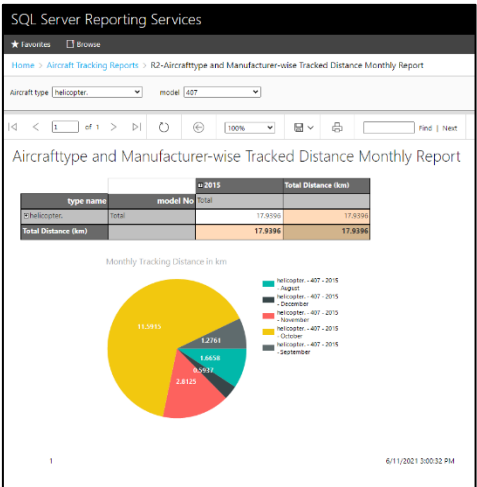 SQL Server Reporting Services
★ Favorites Browse
Home > Aircraft Tracking Reports > R2-Aircrafttype and Manufacturer-wise Tracked Distance Monthly Report
Aircraft type helicopter. model 407
1 of 1 100% Find | Next
Aircrafttype and Manufacturer-wise Tracked Distance Monthly Report
2015 Total Distance (km)
type name model No Total
helicopter. Total 17.9396 17.9396
Total Distance (km) 17.9396 17.9396
Monthly Tracking Distance in km
helicopter. - 407 - 2015
- August
helicopter. - 407 - 2015
- December
helicopter. - 407 - 2015
- November
helicopter. - 407 - 2015
- October
helicopter. - 407 - 2015
- September
11.5915
1.2761
1.6658
0.5937
2.8125
1 6/11/2021 3:00:32 PM